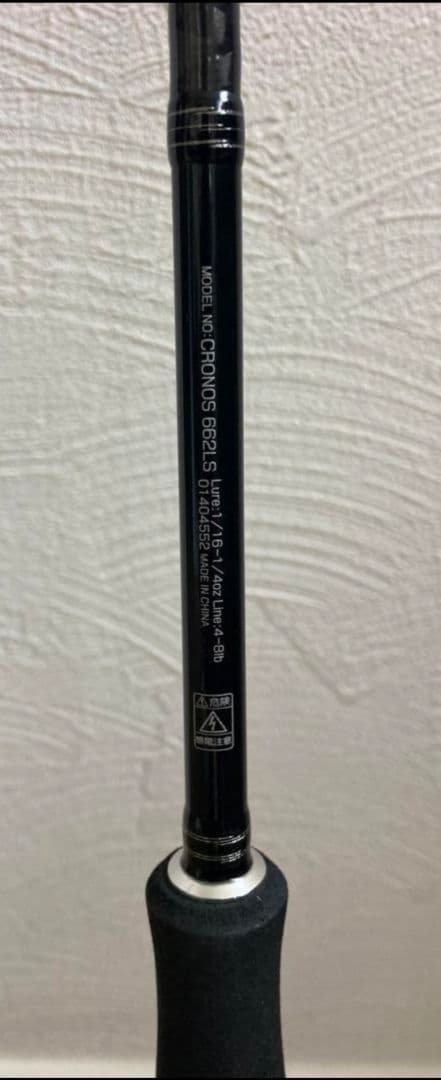 MODEL NO:CRONOS 662LS Lure:1/16-1/4oz Line:4-8lb
01404552 MADE IN CHINA
危険
感電注意